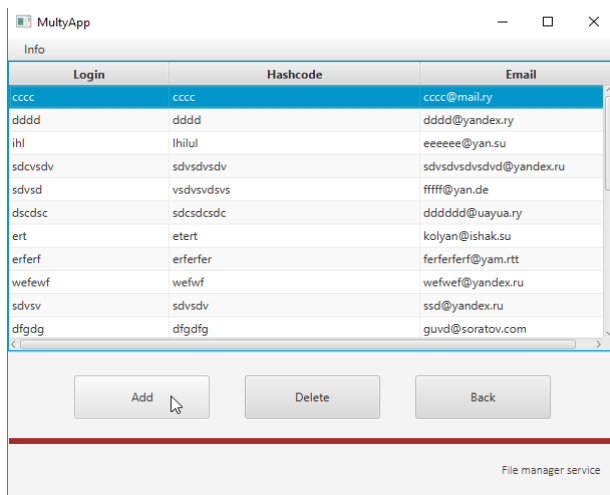 MultyApp
Info
Login Hashcode Email
cccc cccc cccc@mail.ry
dddd dddd dddd@yandex.ry
ihl lhilul eeeeee@yan.su
sdcvsdv sdvsdvsdv sdvsdvsdvsdvd@yandex.ru
sdvsd vsdvsvdsvs fffff@yan.de
dscdsc sdcsdcsdc dddddd@uayua.ry
ert etert kolyan@ishak.su
erferf erferfer ferferferf@yam.rtt
wefewf wefwf wefwef@yandex.ru
sdvsv sdvsdv ssd@yandex.ru
dfgdg dfgdfg guvd@soratov.com
Add Delete Back
File manager service